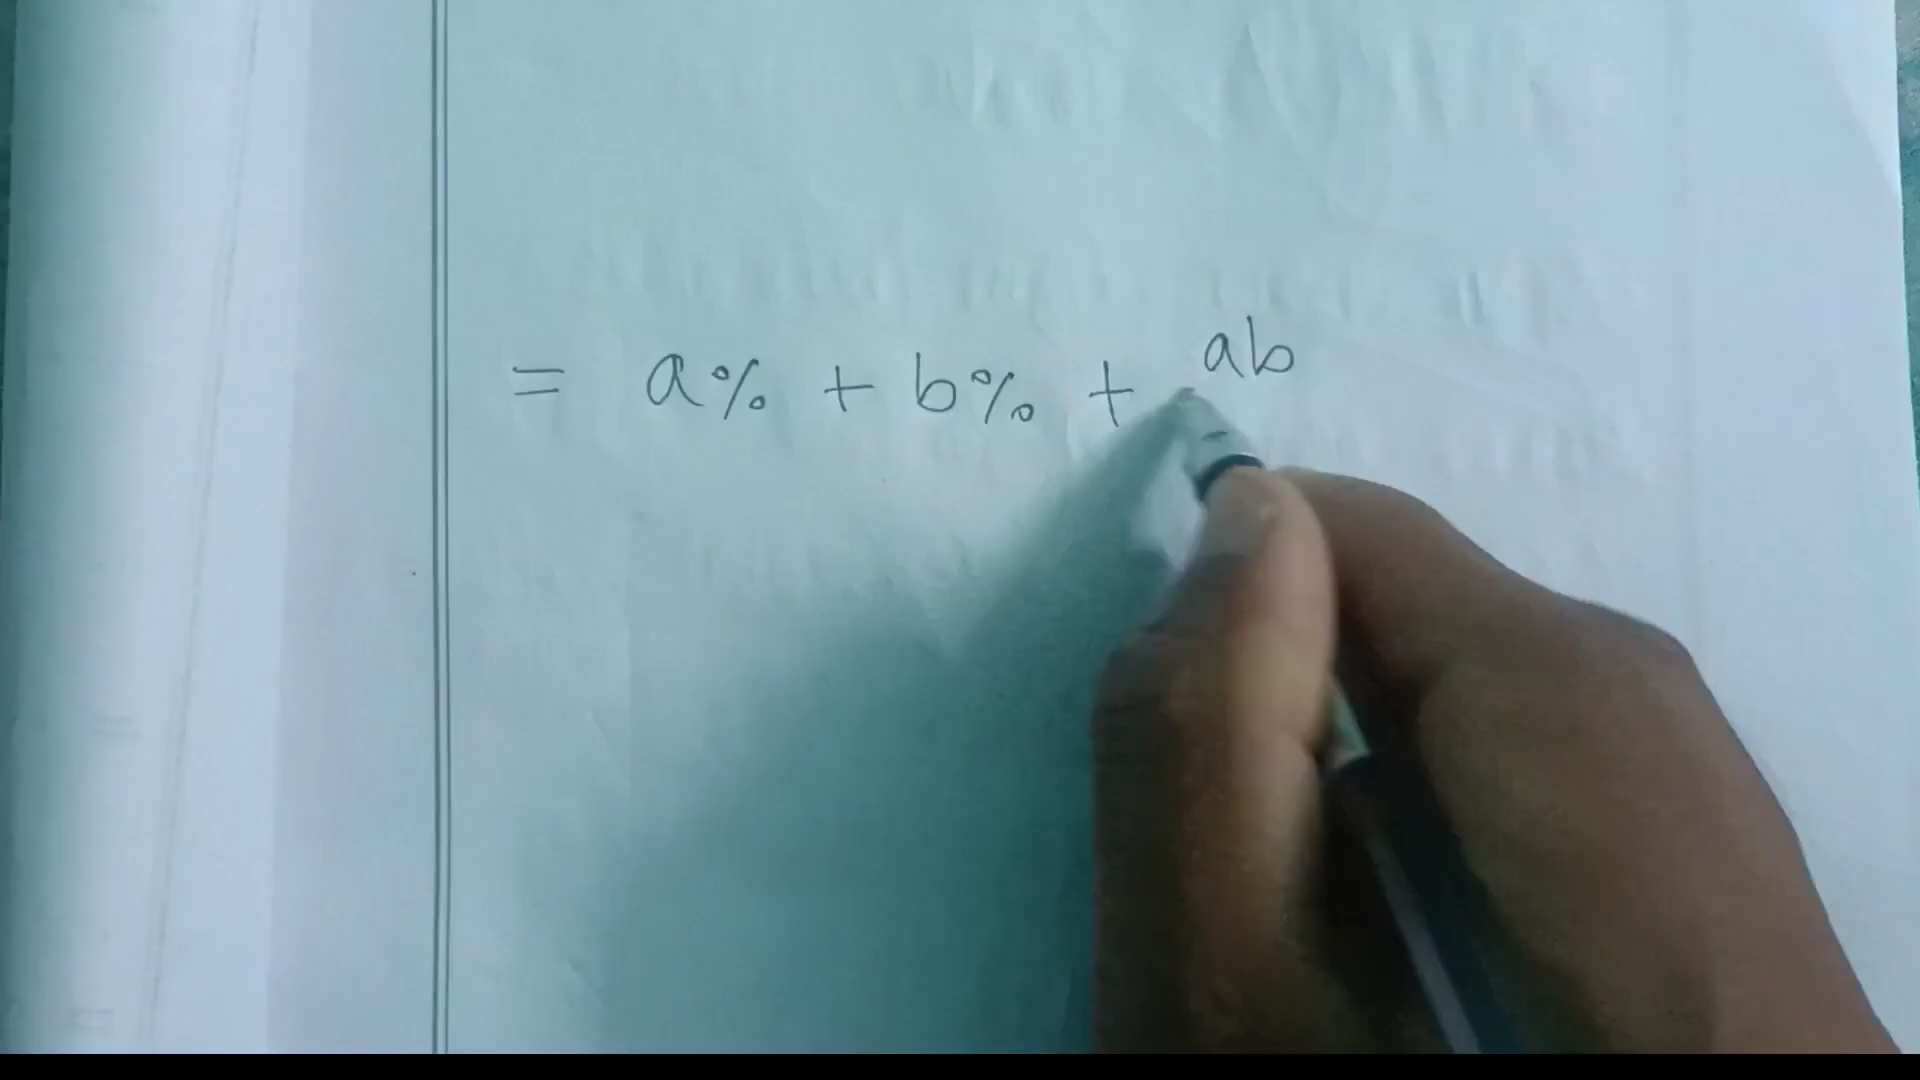 = a% + b% + ab